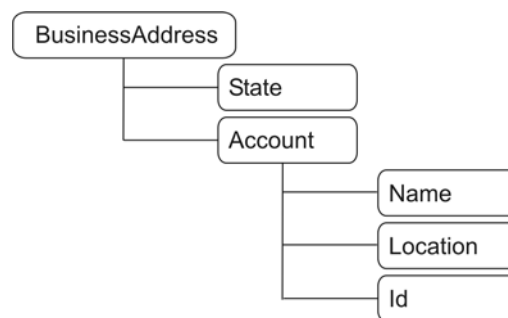 BusinessAddress
State
Account
Name
Location
Id